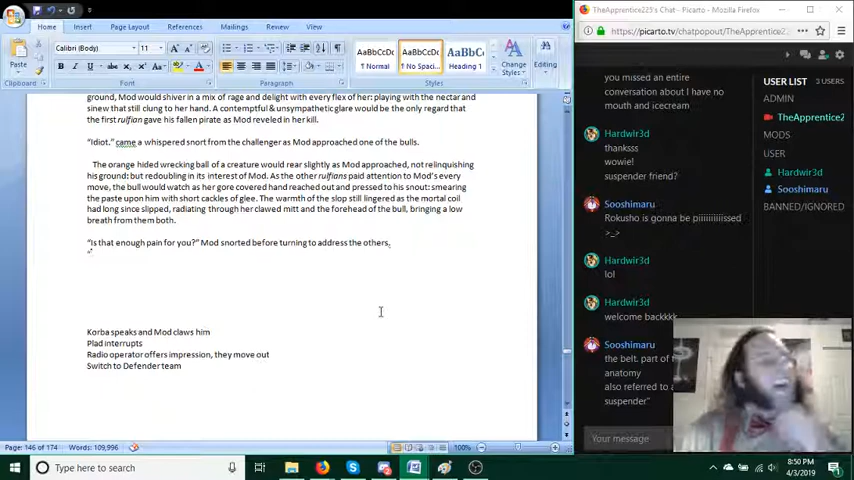 TheApprentice225's Chat - Picarto - Mozilla Firefox
Home
Insert
Page Layout
References
Mailings
Review
View
https://picarto.tv/chatpopout/TheApprentice2
Paste
Calibri (Body)
11
AaBbCcDc
AaBbCcDc
AaBbCc
¶ Normal
¶ No Spaci...
Heading 1
Change
Styles
Editing
Clipboard
Font
Paragraph
Styles
ground, Mod would shiver in a mix of rage and delight with every flex of her: playing with the nectar and
sinew that still clung to her hand. A contemptful & unsympathetic glare would be the only regard that
the first rulfian gave his fallen pirate as Mod reveled in her kill.
“Idiot.” came a whispered snort from the challenger as Mod approached one of the bulls.
The orange hided wrecking ball of a creature would rear slightly as Mod approached, not relinquishing
his ground; but redoubling in its interest of Mod. As the other rulfians paid attention to Mod’s every
move, the bull would watch as her gore covered hand reached out and pressed to his snout: smearing
the paste upon him with short cackles of glee. The warmth of the slop still lingered as the mortal coil
had long since slipped, radiating through her clawed mitt and the forehead of the bull, bringing a low
breath from them both.
“Is that enough pain for you?” Mod snorted before turning to address the others.
“
Korba speaks and Mod claws him
Plad interrupts
Radio operator offers impression, they move out
Switch to Defender team
Page: 146 of 174
Words: 109,996
100%
you missed an entire
conversation about I have no
mouth and icecream
Hardwir3d
thanksss
wowie!
suspender friend?
Sooshimaru
Rokusho is gonna be piiiiiiiiiissed
>_>
Hardwir3d
lol
Hardwir3d
welcome backkkk
Sooshimaru
the belt. part of
anatomy
also referred to a
suspender"
Your message
USER LIST
3 USERS
ADMIN
TheApprentice2
MODS
USER
Hardwir3d
Sooshimaru
BANNED/IGNORED
Type here to search
8:50 PM
4/3/2019